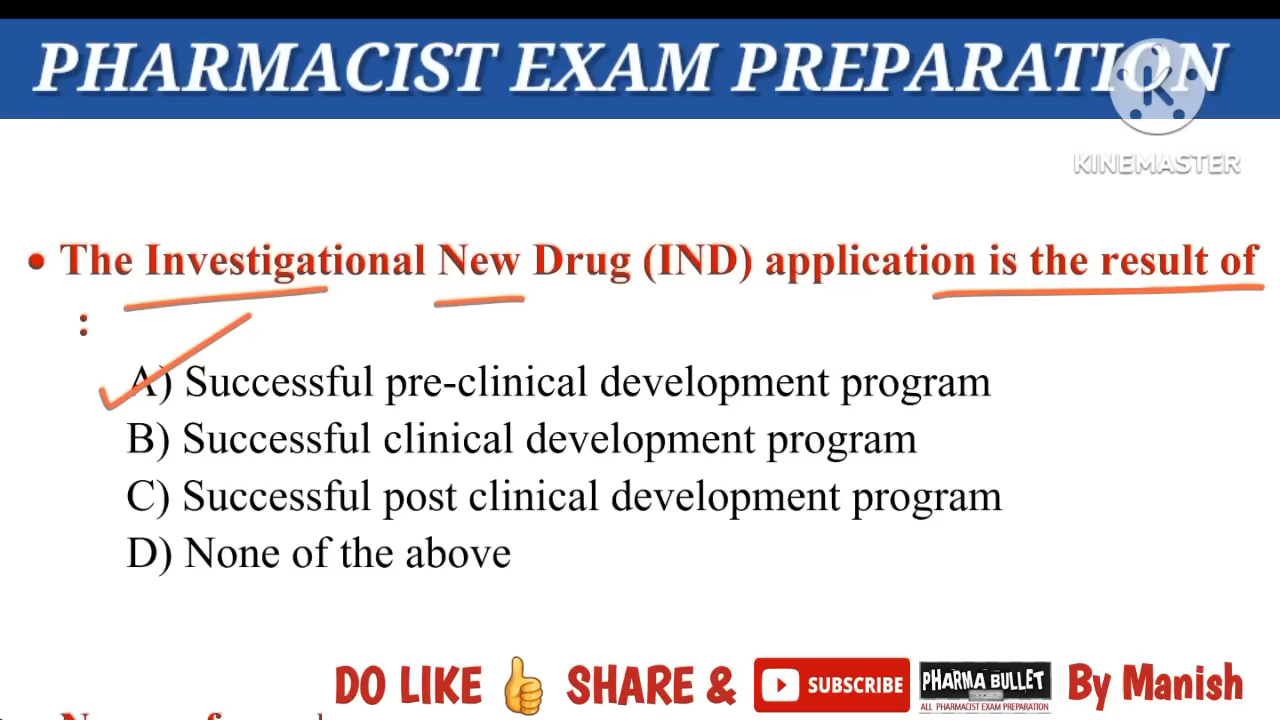 PHARMACIST EXAM PREPARATION
K
KINEMASTER
• The Investigational New Drug (IND) application is the result of
:
A) Successful pre-clinical development program
B) Successful clinical development program
C) Successful post clinical development program
D) None of the above
DO LIKE SHARE & SUBSCRIBE PHARMA BULLET By Manish
ALL PHARMACIST EXAM PREPARATION